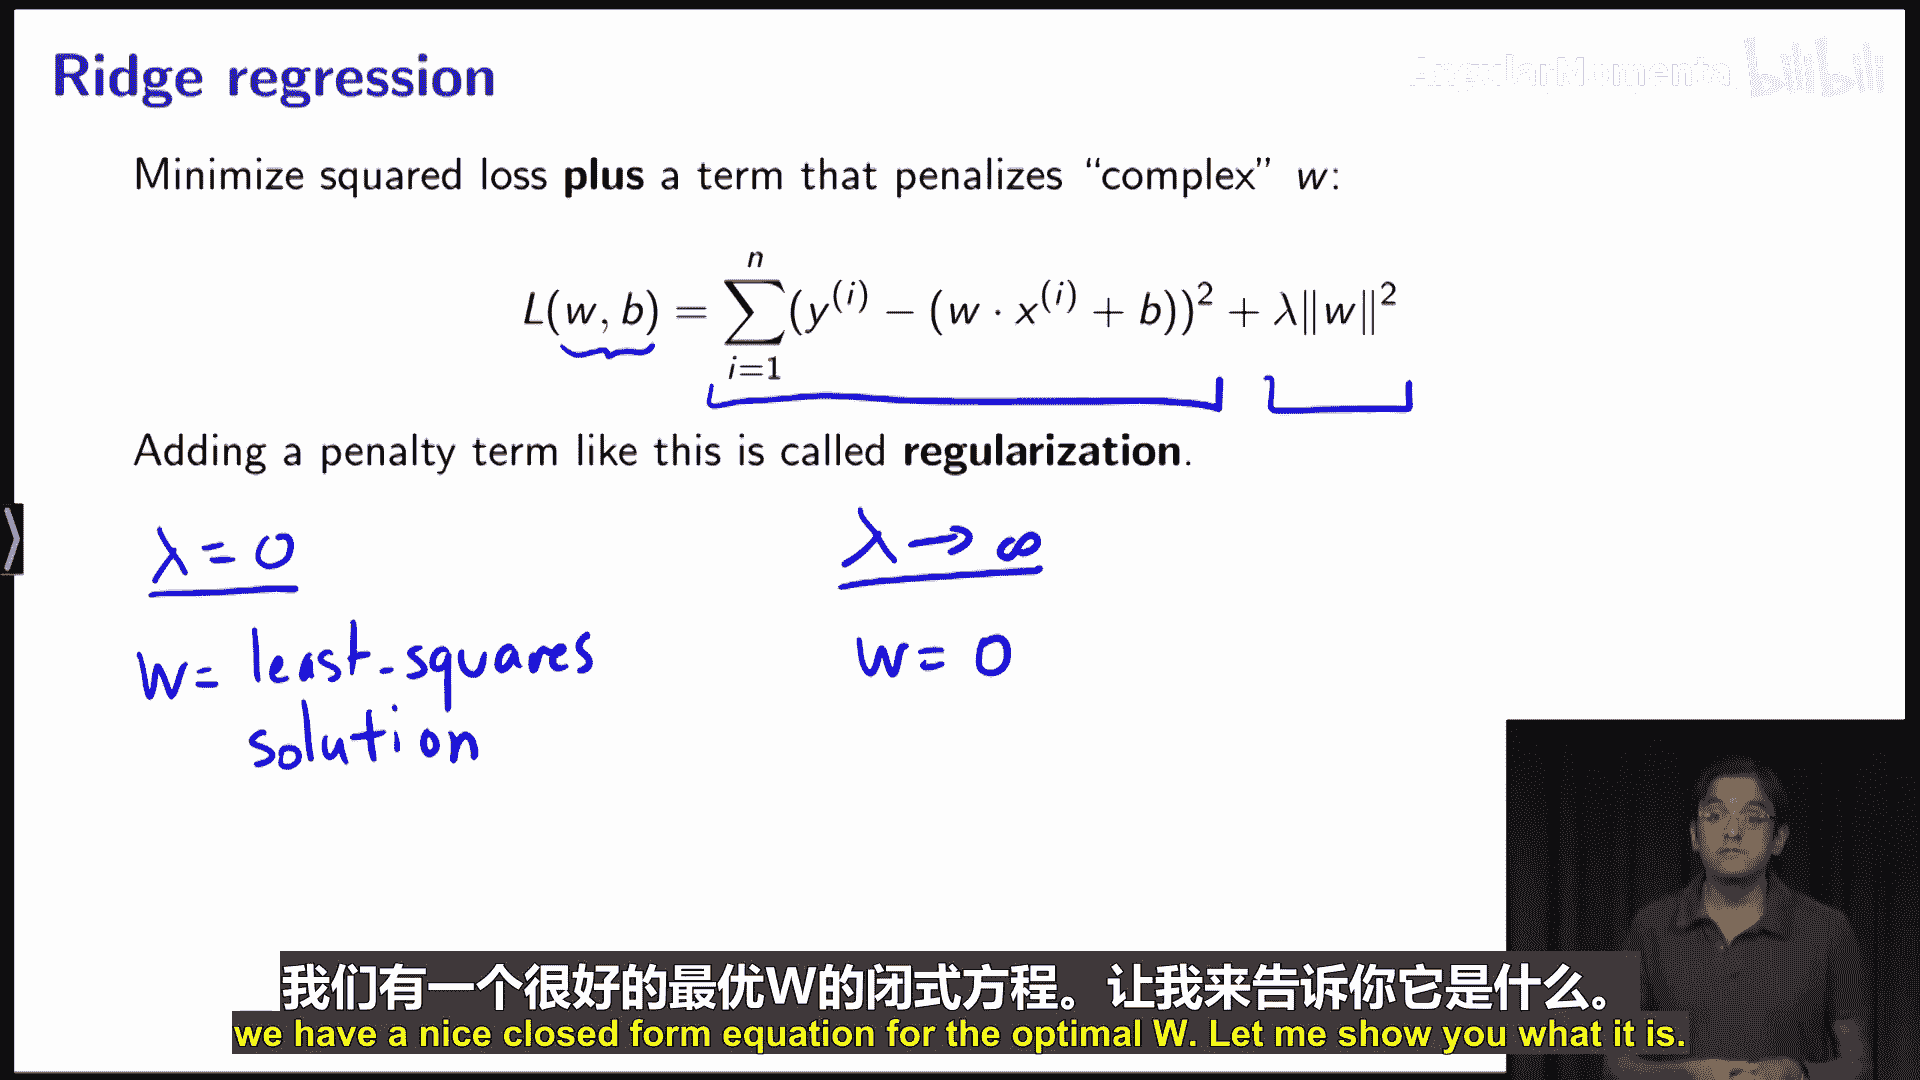 Ridge regression
AngularMomenta bilibili
Minimize squared loss plus a term that penalizes “complex” w:
L(w, b) = ∑_{i=1}^{n} (y^{(i)} − (w · x^{(i)} + b))^2 + λ‖w‖^2
Adding a penalty term like this is called regularization.
λ = 0
λ → ∞
w = least-squares
solution
w = 0
我们有一个很好的最优W的闭式方程。让我来告诉你它是什么。
we have a nice closed form equation for the optimal W. Let me show you what it is.